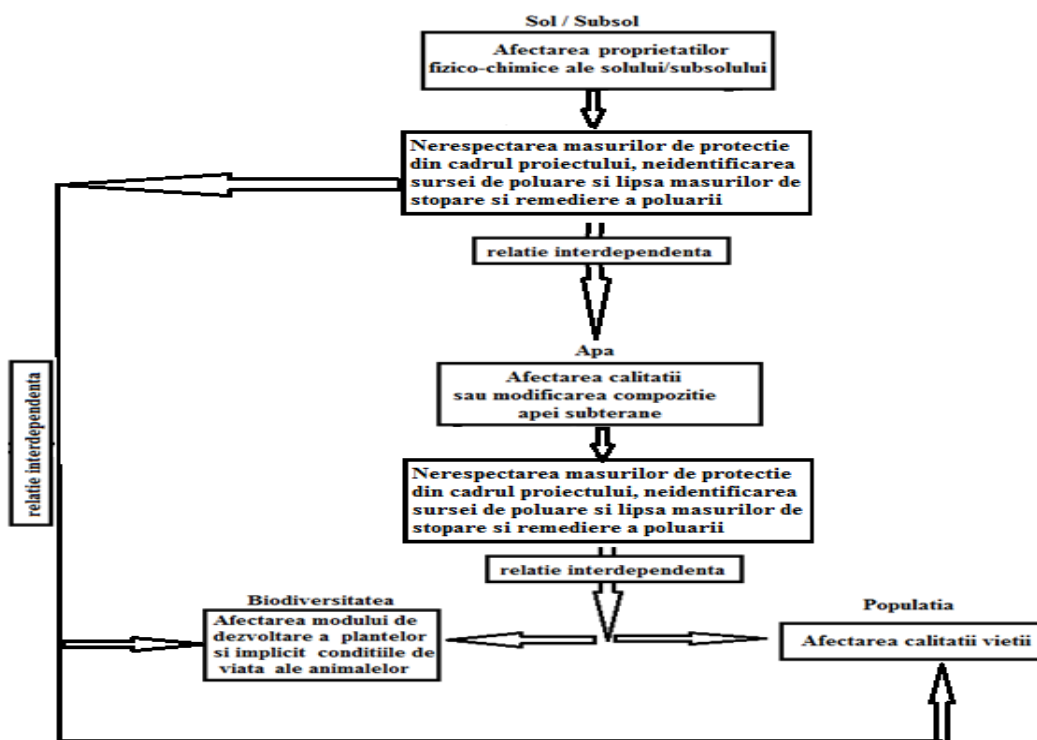 Sol / Subsol
Afectarea proprietatilor
fizico-chimice ale solului/subsolului
Nerespectarea masurilor de protectie
din cadrul proiectului, neidentificarea
sursei de poluare si lipsa masurilor de
stopare si remediere a poluarii
relatie interdependenta
Apa
Afectarea calitatii
sau modificarea compozitie
apei subterane
Nerespectarea masurilor de protectie
din cadrul proiectului, neidentificarea
sursei de poluare si lipsa masurilor de
stopare si remediere a poluarii
relatie interdependenta
relatie interdependenta
Biodiversitatea
Afectarea modului de
dezvoltare a plantelor
si implicit conditiile de
viata ale animalelor
Populatia
Afectarea calitatii vietii